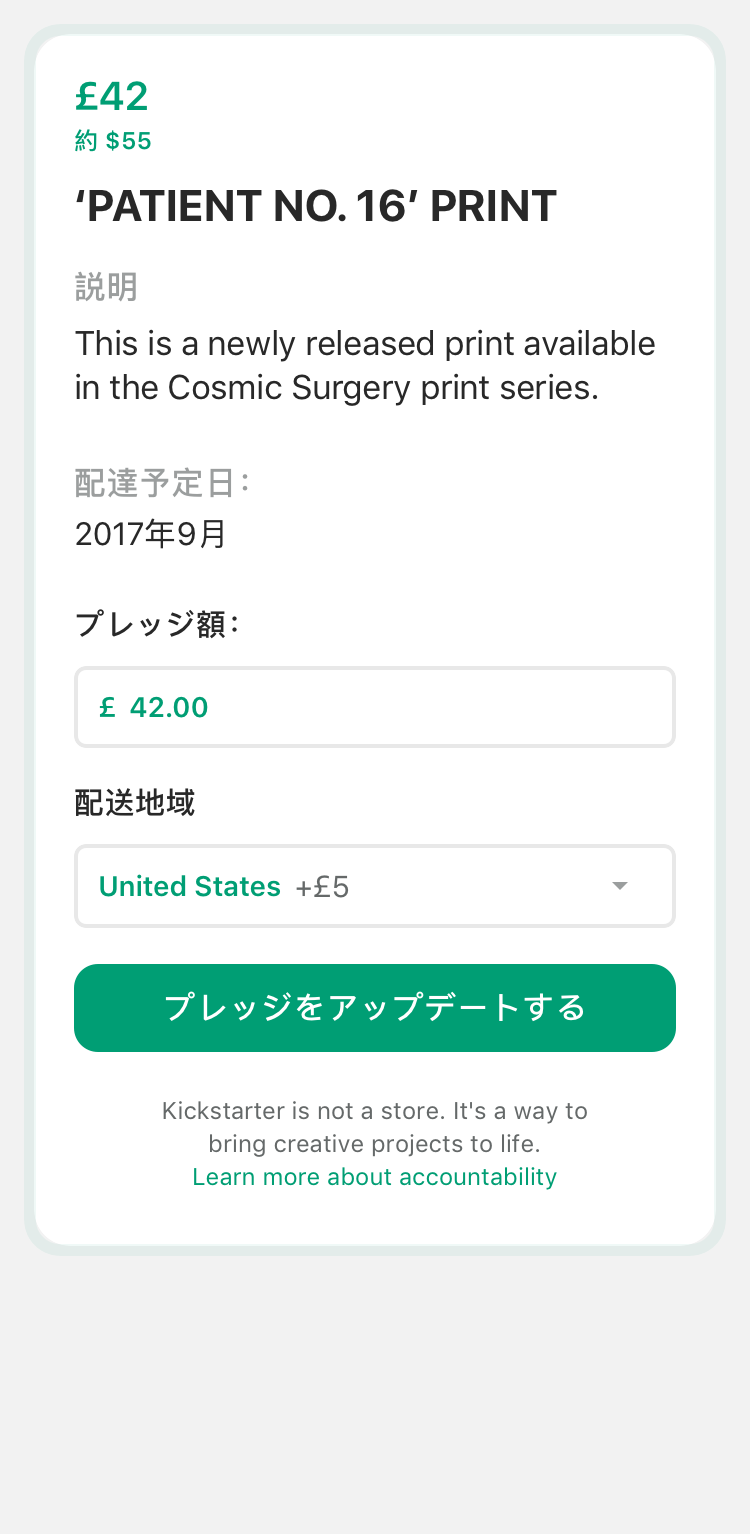 £42
約 $55
‘PATIENT NO. 16’ PRINT
説明
This is a newly released print available
in the Cosmic Surgery print series.
配達予定日：
2017年9月
プレッジ額：
£ 42.00
配送地域
United States +£5
プレッジをアップデートする
Kickstarter is not a store. It's a way to
bring creative projects to life.
Learn more about accountability